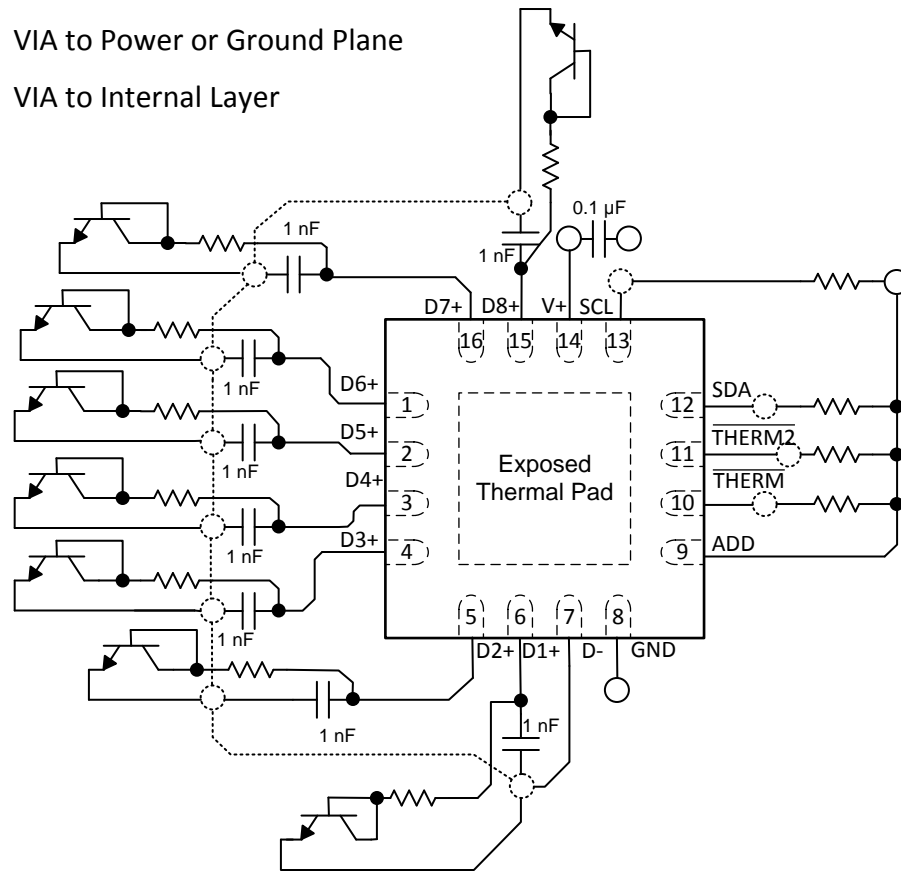 VIA to Power or Ground Plane
VIA to Internal Layer
1 nF
0.1 µF
1 nF
D7+
D8+
V+
SCL
16
15
14
13
1 nF
D6+
1
12
SDA
1 nF
D5+
2
11
THERM2
Exposed
Thermal Pad
D4+
3
10
THERM
1 nF
D3+
4
9
ADD
1 nF
5
6
7
8
D2+
D1+
D-
GND
1 nF
1 nF